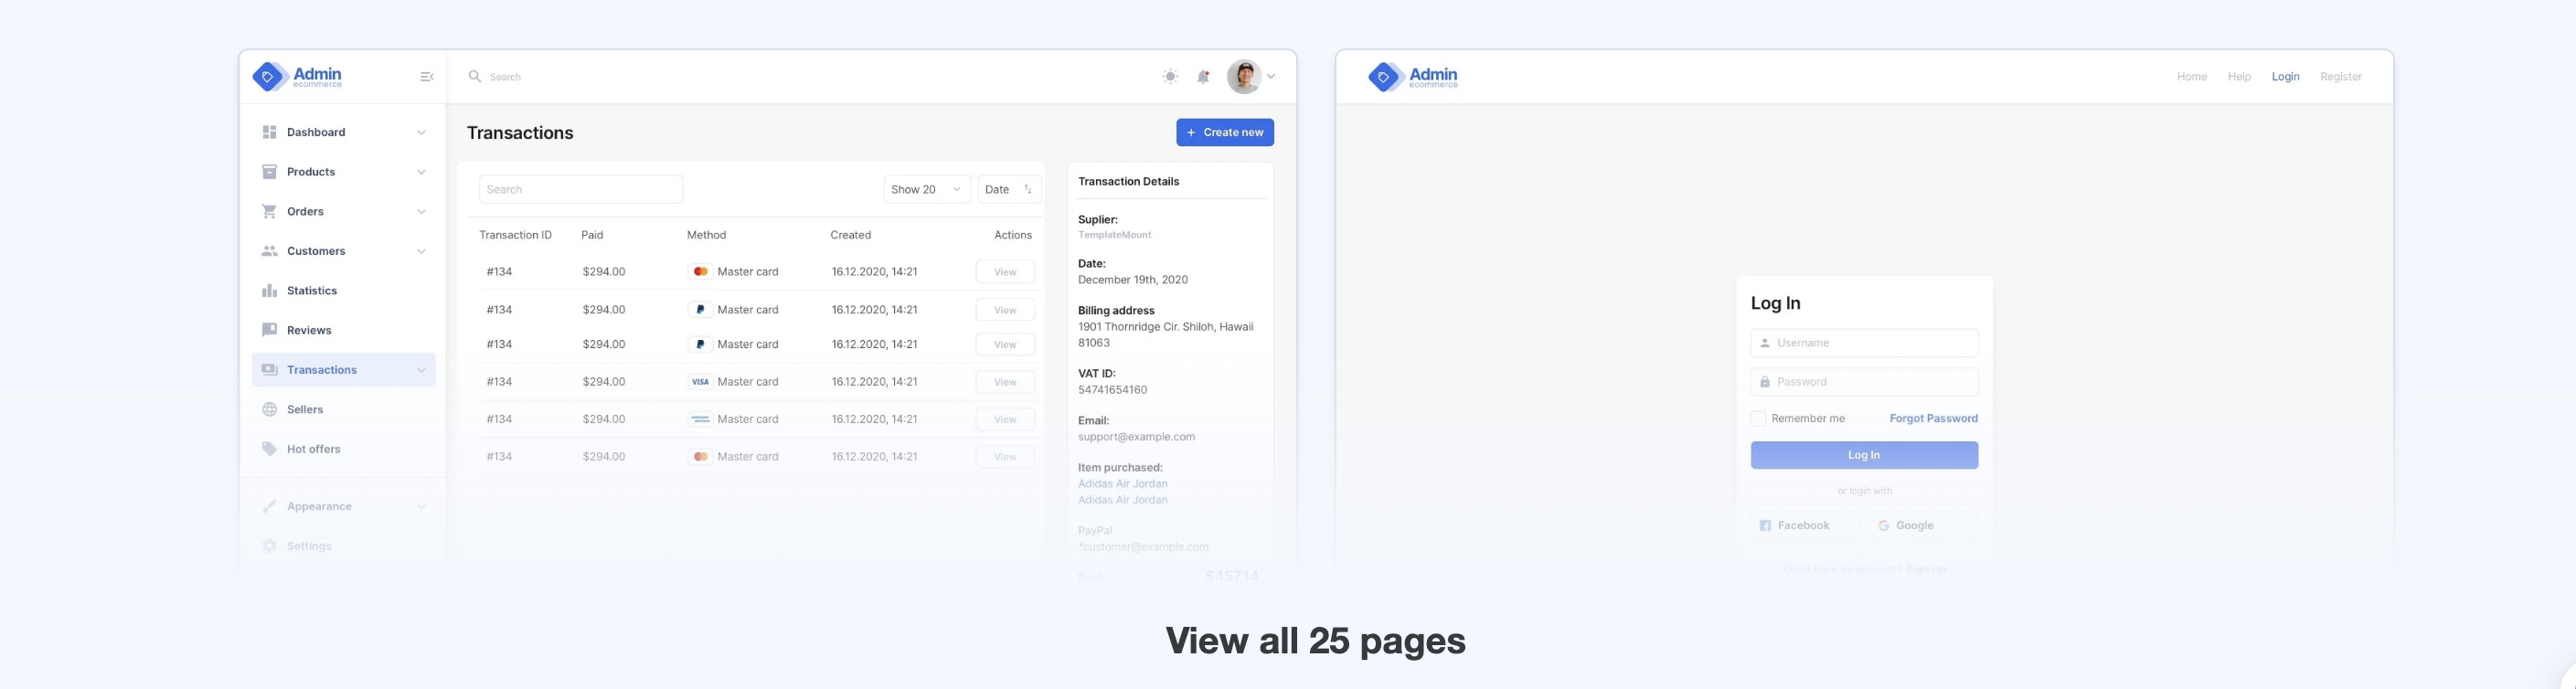 Admin
ecommerce
Search
Dashboard
Products
Orders
Customers
Statistics
Reviews
Transactions
Sellers
Hot offers
Appearance
Settings
Transactions
+ Create new
Search
Show 20
Date
Transaction ID Paid Method Created Actions
#134 $294.00 Master card 16.12.2020, 14:21 View
#134 $294.00 Master card 16.12.2020, 14:21 View
#134 $294.00 Master card 16.12.2020, 14:21 View
#134 $294.00 VISA Master card 16.12.2020, 14:21 View
#134 $294.00 Master card 16.12.2020, 14:21 View
#134 $294.00 Master card 16.12.2020, 14:21 View
Transaction Details
Suplier:
TemplateMount
Date:
December 19th, 2020
Billing address
1901 Thornridge Cir. Shiloh, Hawaii
81063
VAT ID:
54741654160
Email:
support@example.com
Item purchased:
Adidas Air Jordan
Adidas Air Jordan
PayPal
*customer@example.com
Paid: $457.14
Admin
ecommerce
Home Help Login Register
Log In
Username
Password
Remember me Forgot Password
Log In
or login with
Facebook Google
Don't have an account? Sign Up
View all 25 pages